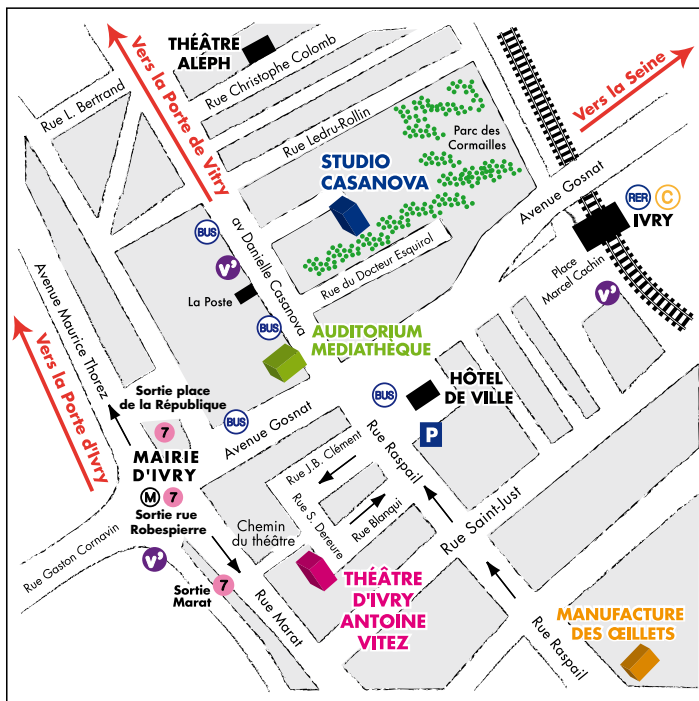 THÉÂTRE
ALEPH
Rue Christophe Colomb
Vers la Porte de Vitry
Rue L. Bertrand
Rue Ledru-Rollin
Parc des
Cormailles
Vers la Seine
STUDIO
CASANOVA
Avenue Gosnat
RER C
IVRY
BUS
av Danielle Casanova
V'
La Poste
Rue du Docteur Esquirol
Place
Marcel Cachin
V'
Avenue Maurice Thorez
BUS
AUDITORIUM
MEDIATHÈQUE
Vers la Porte d'Ivry
Sortie place
de la République
7
BUS
Avenue Gosnat
BUS
HÔTEL
DE VILLE
P
MAIRIE
D'IVRY
M 7
Sortie rue
Robespierre
Rue J.B. Clément
Rue Raspail
Rue S. Dereure
Rue Blanqui
Chemin
du théâtre
Rue Saint-Just
Rue Gaston Cornavin
V'
Sortie
Marat
7
Rue Marat
THÉÂTRE
D'IVRY
ANTOINE
VITEZ
Rue Raspail
MANUFACTURE
DES ŒILLETS